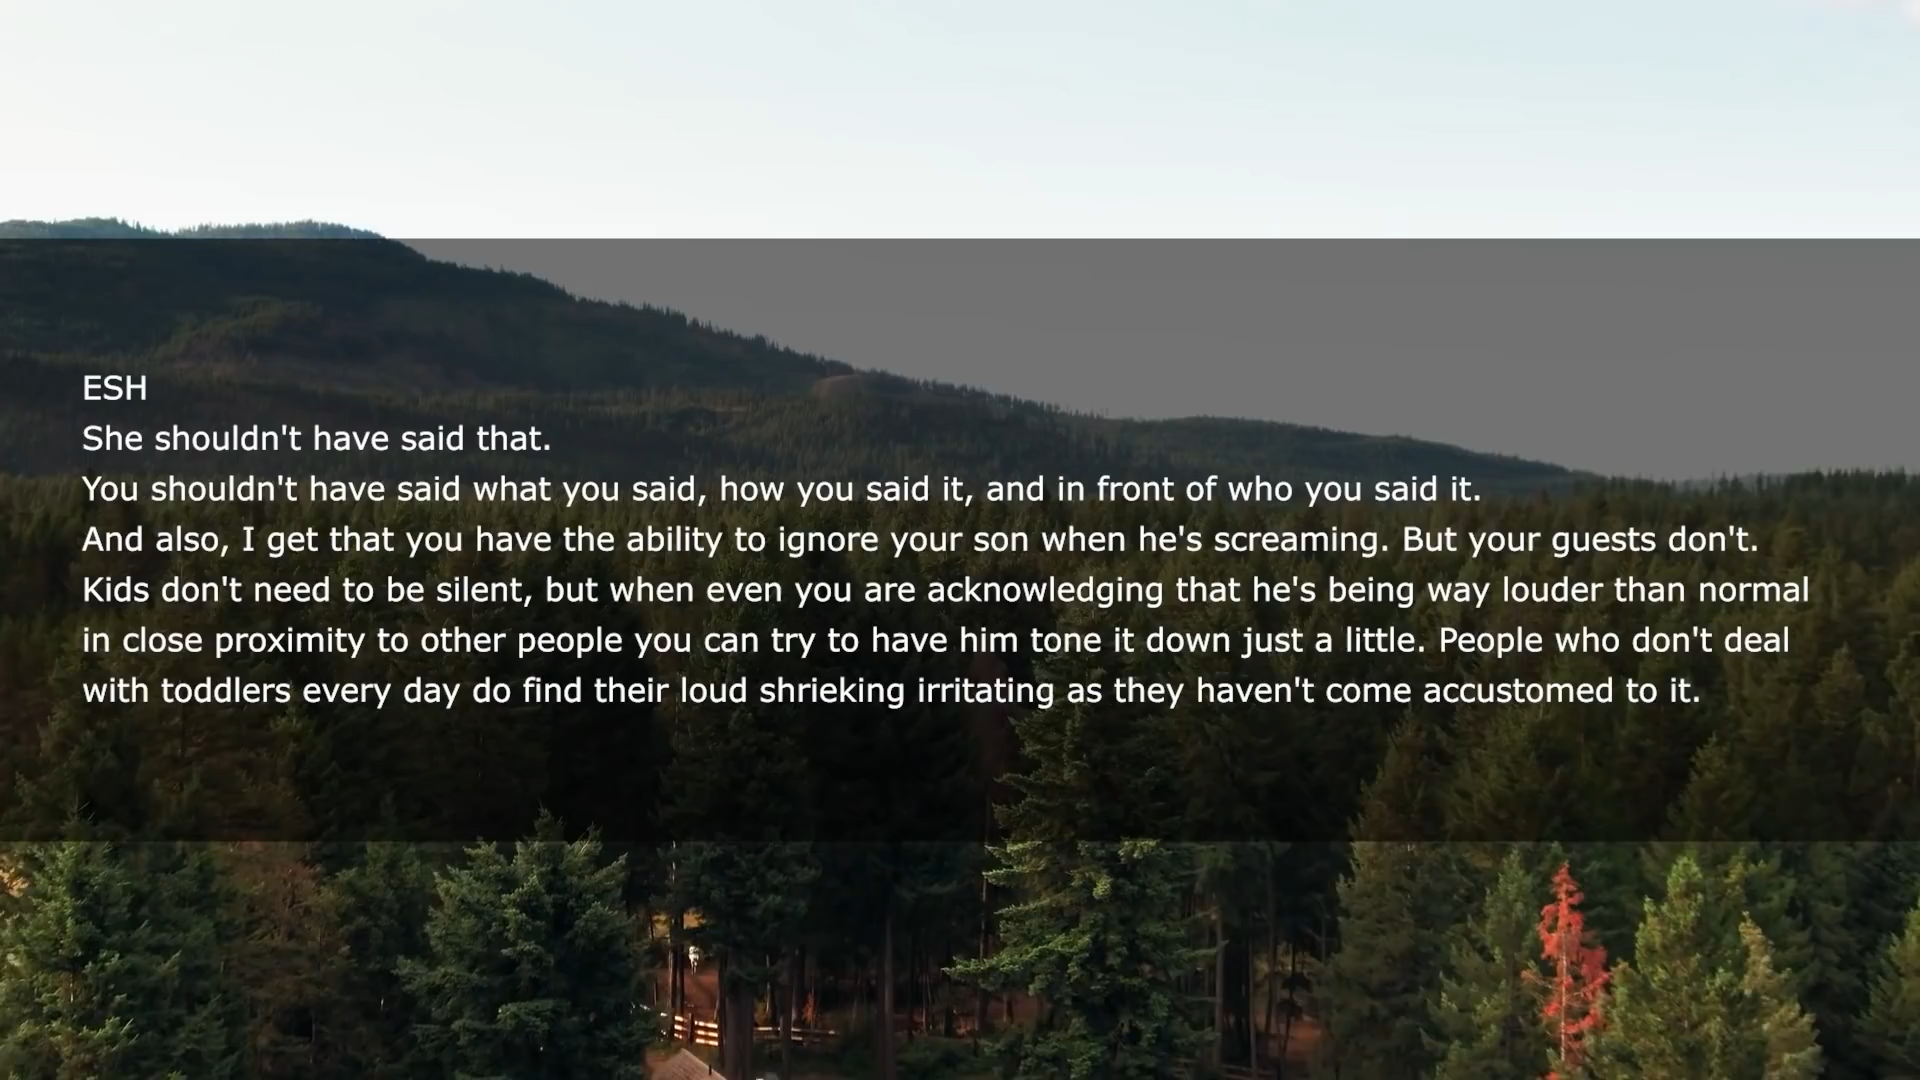 ESH
She shouldn't have said that.
You shouldn't have said what you said, how you said it, and in front of who you said it.
And also, I get that you have the ability to ignore your son when he's screaming. But your guests don't.
Kids don't need to be silent, but when even you are acknowledging that he's being way louder than normal
in close proximity to other people you can try to have him tone it down just a little. People who don't deal
with toddlers every day do find their loud shrieking irritating as they haven't come accustomed to it.